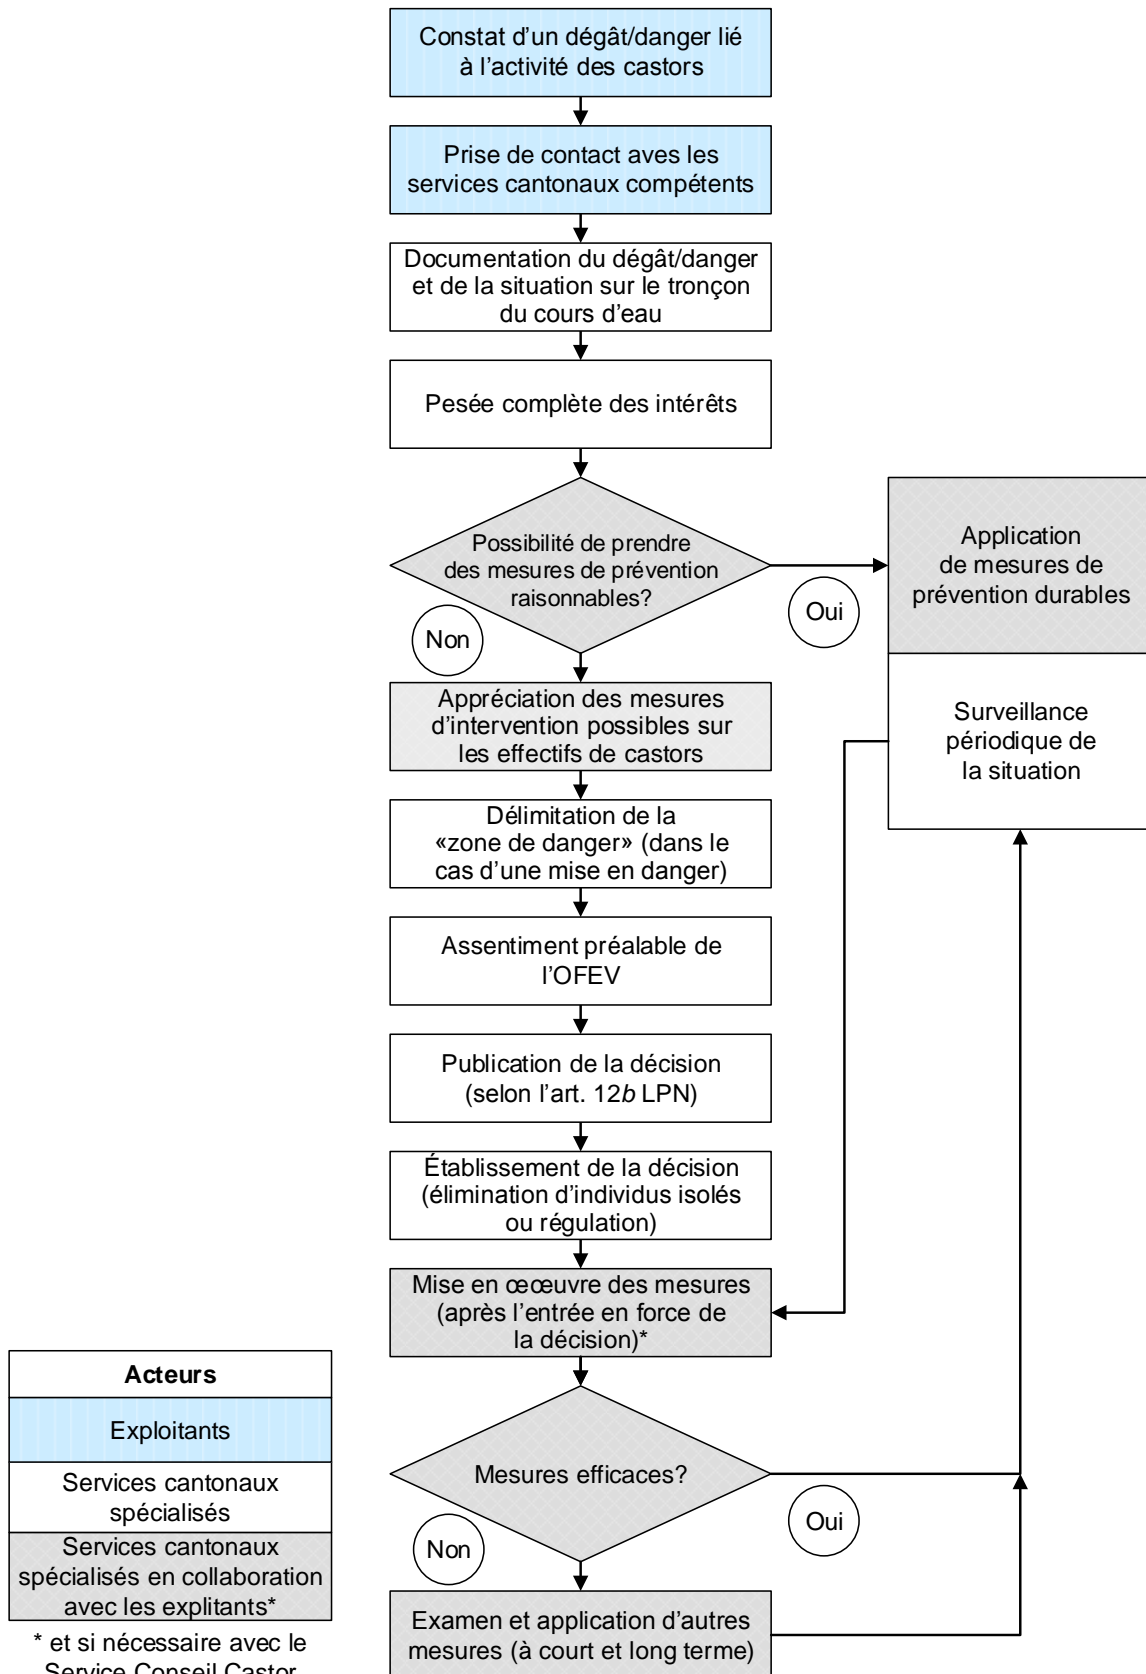 Constat d’un dégât/danger lié
à l’activité des castors
Prise de contact aves les
services cantonaux compétents
Documentation du dégât/danger
et de la situation sur le tronçon
du cours d’eau
Pesée complète des intérêts
Possibilité de prendre
des mesures de prévention
raisonnables?
Oui
Non
Application
de mesures de
prévention durables
Surveillance
périodique de
la situation
Appréciation des mesures
d’intervention possibles sur
les effectifs de castors
Délimitation de la
«zone de danger» (dans le
cas d’une mise en danger)
Assentiment préalable de
l’OFEV
Publication de la décision
(selon l’art. 12b LPN)
Établissement de la décision
(élimination d’individus isolés
ou régulation)
Mise en œœuvre des mesures
(après l’entrée en force de
la décision)*
Mesures efficaces?
Oui
Non
Examen et application d’autres
mesures (à court et long terme)
Acteurs
Exploitants
Services cantonaux
spécialisés
Services cantonaux
spécialisés en collaboration
avec les explitants*
* et si nécessaire avec le
Service Conseil Castor